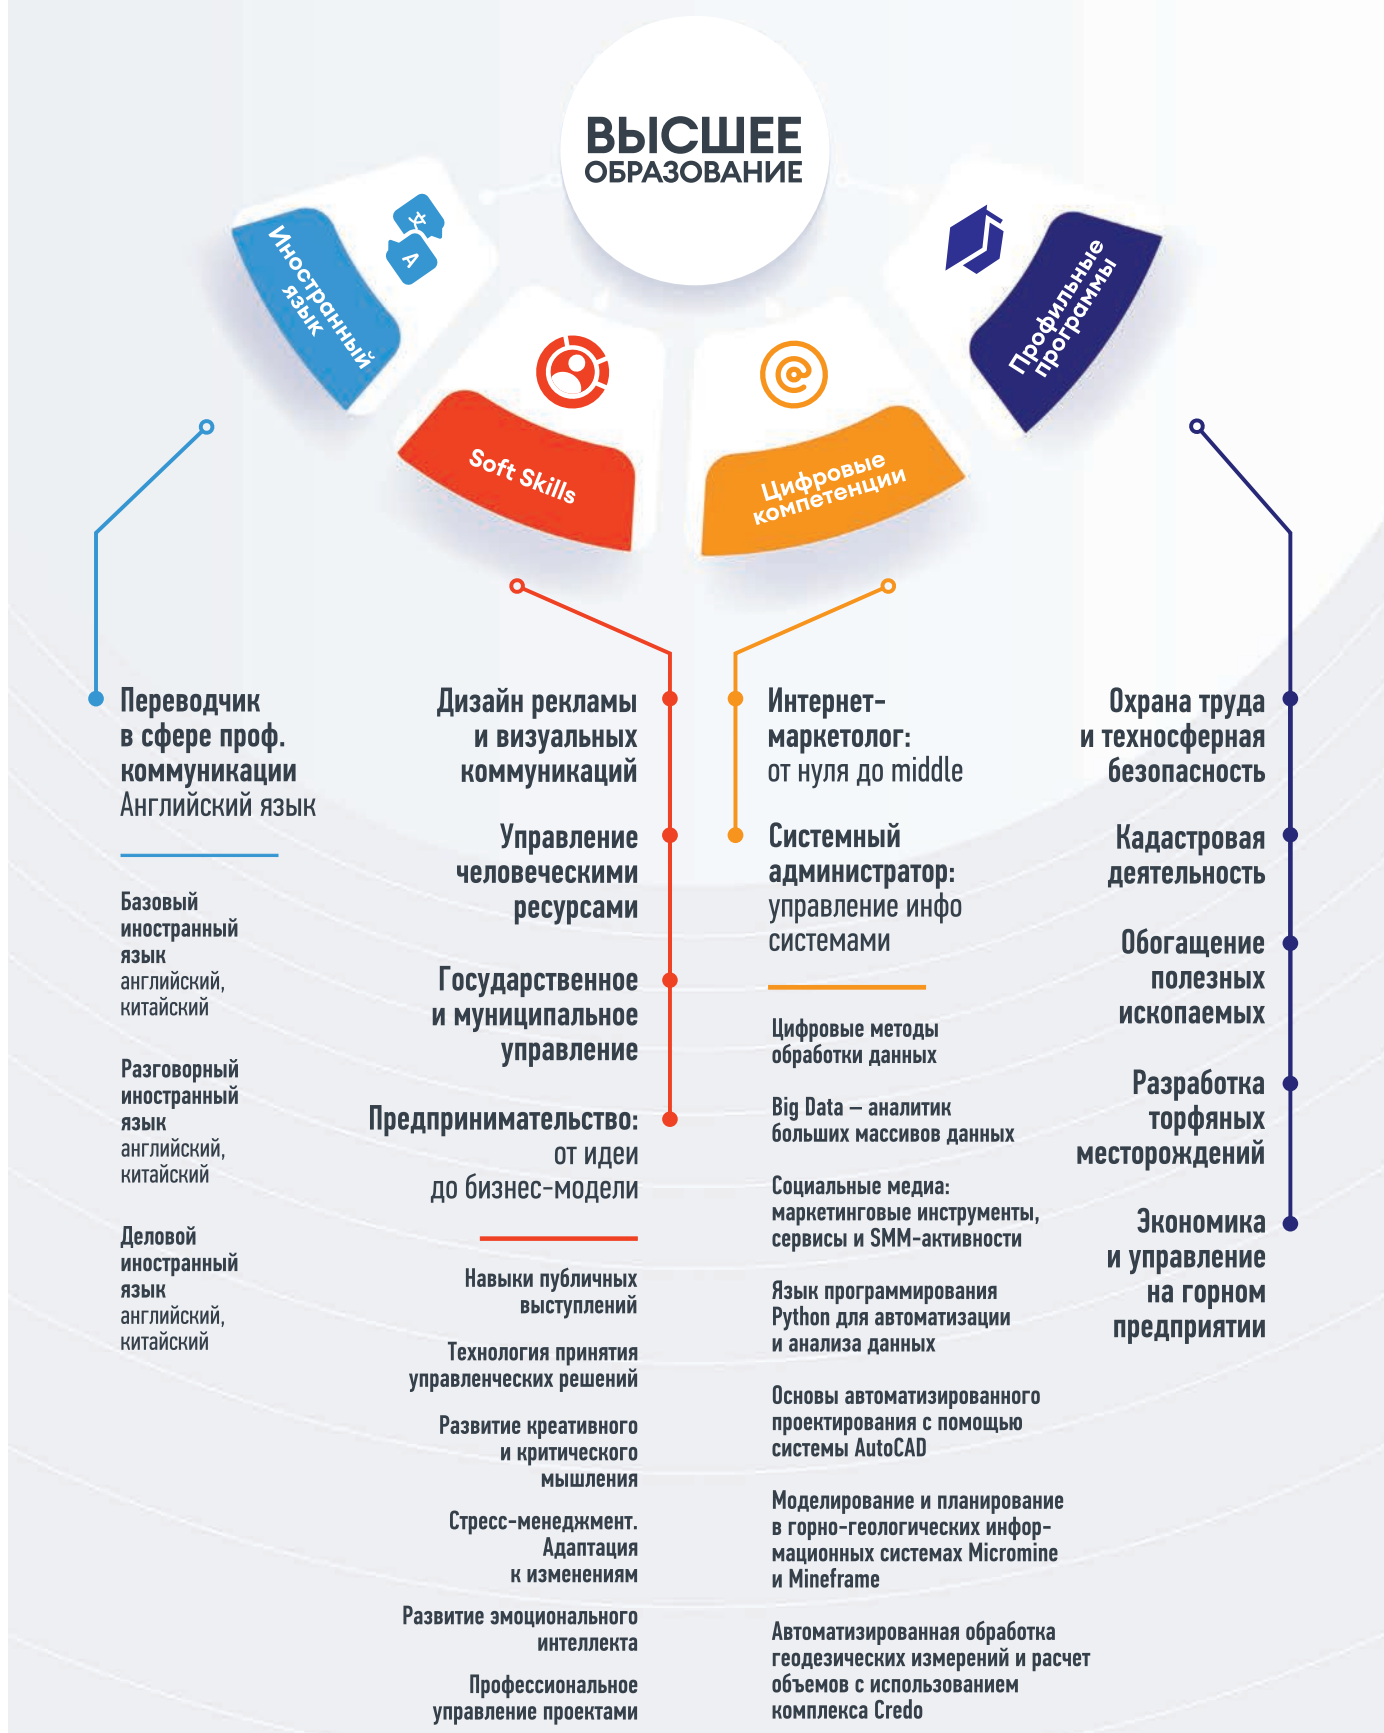 ВЫСШЕЕ
ОБРАЗОВАНИЕ
Иностранный
язык
Soft Skills
Цифровые
компетенции
Профильные
программы
Переводчик
в сфере проф.
коммуникации
Английский язык
Базовый
иностранный
язык
английский,
китайский
Разговорный
иностранный
язык
английский,
китайский
Деловой
иностранный
язык
английский,
китайский
Дизайн рекламы
и визуальных
коммуникаций
Управление
человеческими
ресурсами
Государственное
и муниципальное
управление
Предпринимательство:
от идеи
до бизнес-модели
Навыки публичных
выступлений
Технология принятия
управленческих решений
Развитие креативного
и критического
мышления
Стресс-менеджмент.
Адаптация
к изменениям
Развитие эмоционального
интеллекта
Профессиональное
управление проектами
Интернет-
маркетолог:
от нуля до middle
Системный
администратор:
управление инфо
системами
Цифровые методы
обработки данных
Big Data – аналитик
больших массивов данных
Социальные медиа:
маркетинговые инструменты,
сервисы и SMM-активности
Язык программирования
Python для автоматизации
и анализа данных
Основы автоматизированного
проектирования с помощью
системы AutoCAD
Моделирование и планирование
в горно-геологических инфор-
мационных системах Micromine
и Mineframe
Автоматизированная обработка
геодезических измерений и расчет
объемов с использованием
комплекса Credo
Охрана труда
и техносферная
безопасность
Кадастровая
деятельность
Обогащение
полезных
ископаемых
Разработка
торфяных
месторождений
Экономика
и управление
на горном
предприятии